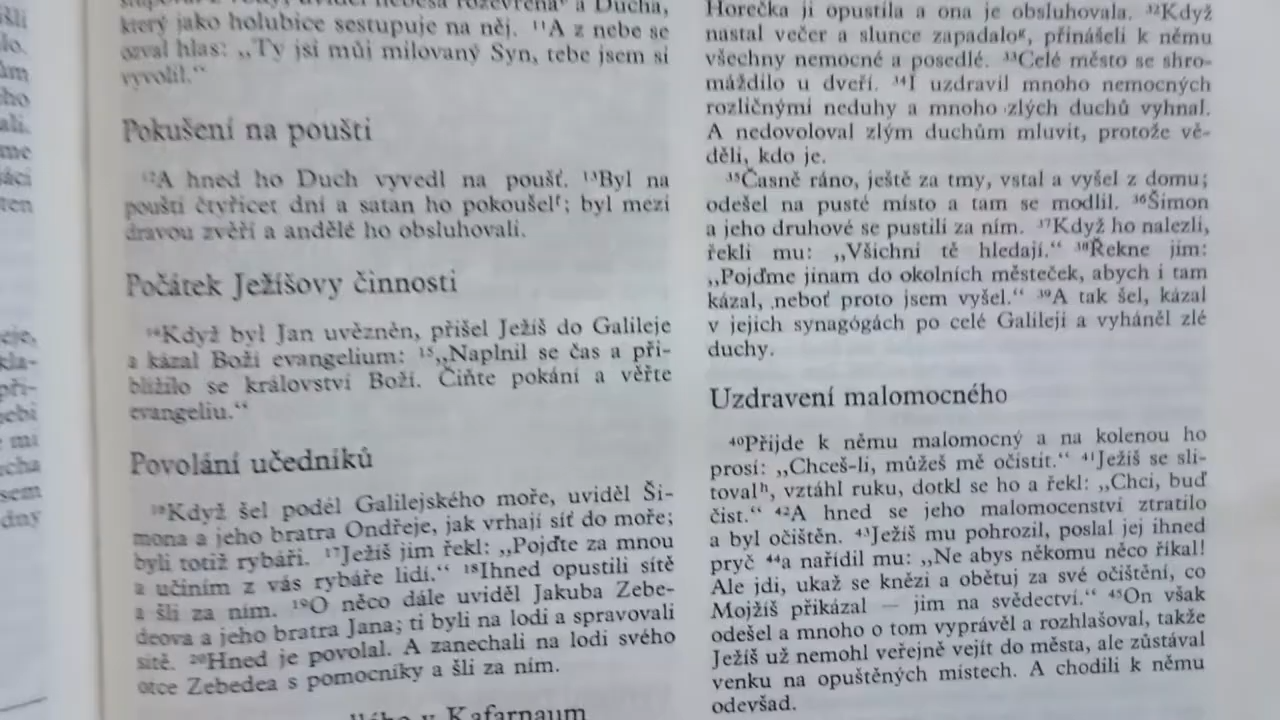 který jako holubice sestupuje na něj. ¹¹A z nebe se
ozval hlas: „Ty jsi můj milovaný Syn, tebe jsem si
vyvolil.“
Pokušení na poušti
¹²A hned ho Duch vyvedl na poušť. ¹³Byl na
poušti čtyřicet dní a satan ho pokoušelᶠ; byl mezi
dravou zvěří a andělé ho obsluhovali.
Počátek Ježíšovy činnosti
¹⁴Když byl Jan uvězněn, přišel Ježíš do Galileje
a kázal Boží evangelium: ¹⁵„Naplnil se čas a při-
blížilo se království Boží. Čiňte pokání a věřte
evangeliu.“
Povolání učedníků
¹⁶Když šel podél Galilejského moře, uviděl Ši-
mona a jeho bratra Ondřeje, jak vrhají síť do moře;
byli totiž rybáři. ¹⁷Ježíš jim řekl: „Pojďte za mnou
a učiním z vás rybáře lidí.“ ¹⁸Ihned opustili sítě
a šli za ním. ¹⁹O něco dále uviděl Jakuba Zebe-
deova a jeho bratra Jana; ti byli na lodi a spravovali
sítě. ²⁰Hned je povolal. A zanechali na lodi svého
otce Zebedea s pomocníky a šli za ním.
v Kafarnaum
Horečka ji opustila a ona je obsluhovala. ³²Když
nastal večer a slunce zapadaloᵍ, přinášeli k němu
všechny nemocné a posedlé. ³³Celé město se shro-
máždilo u dveří. ³⁴I uzdravil mnoho nemocných
rozličnými neduhy a mnoho zlých duchů vyhnal.
A nedovoloval zlým duchům mluvit, protože vě-
děli, kdo je.
³⁵Časně ráno, ještě za tmy, vstal a vyšel z domu;
odešel na pusté místo a tam se modlil. ³⁶Šimon
a jeho druhové se pustili za ním. ³⁷Když ho nalezli,
řekli mu: „Všichni tě hledají.“ ³⁸Řekne jim:
„Pojďme jinam do okolních městeček, abych i tam
kázal, neboť proto jsem vyšel.“ ³⁹A tak šel, kázal
v jejich synagógách po celé Galileji a vyháněl zlé
duchy.
Uzdravení malomocného
⁴⁰Přijde k němu malomocný a na kolenou ho
prosí: „Chceš-li, můžeš mě očistit.“ ⁴¹Ježíš se sli-
tovalʰ, vztáhl ruku, dotkl se ho a řekl: „Chci, buď
čist.“ ⁴²A hned se jeho malomocenství ztratilo
a byl očištěn. ⁴³Ježíš mu pohrozil, poslal jej ihned
pryč ⁴⁴a nařídil mu: „Ne abys někomu něco říkal!
Ale jdi, ukaž se knězi a obětuj za své očištění, co
Mojžíš přikázal — jim na svědectví.“ ⁴⁵On však
odešel a mnoho o tom vyprávěl a rozhlašoval, takže
Ježíš už nemohl veřejně vejít do města, ale zůstával
venku na opuštěných místech. A chodili k němu
odevšad.